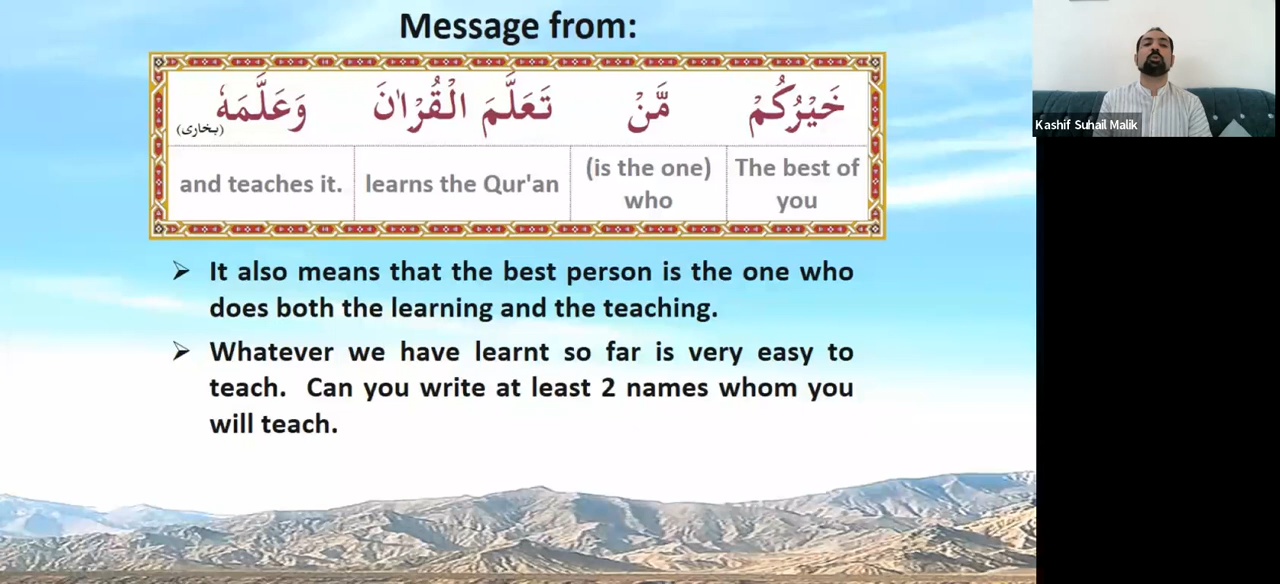 Message from:
خَيْرُكُمْ مَّنْ تَعَلَّمَ الْقُرْاٰنَ وَعَلَّمَهٗ (بخاری)
The best of you
(is the one) who
learns the Qur'an
and teaches it.
➢ It also means that the best person is the one who
does both the learning and the teaching.
➢ Whatever we have learnt so far is very easy to
teach. Can you write at least 2 names whom you
will teach.
Kashif Suhail Malik